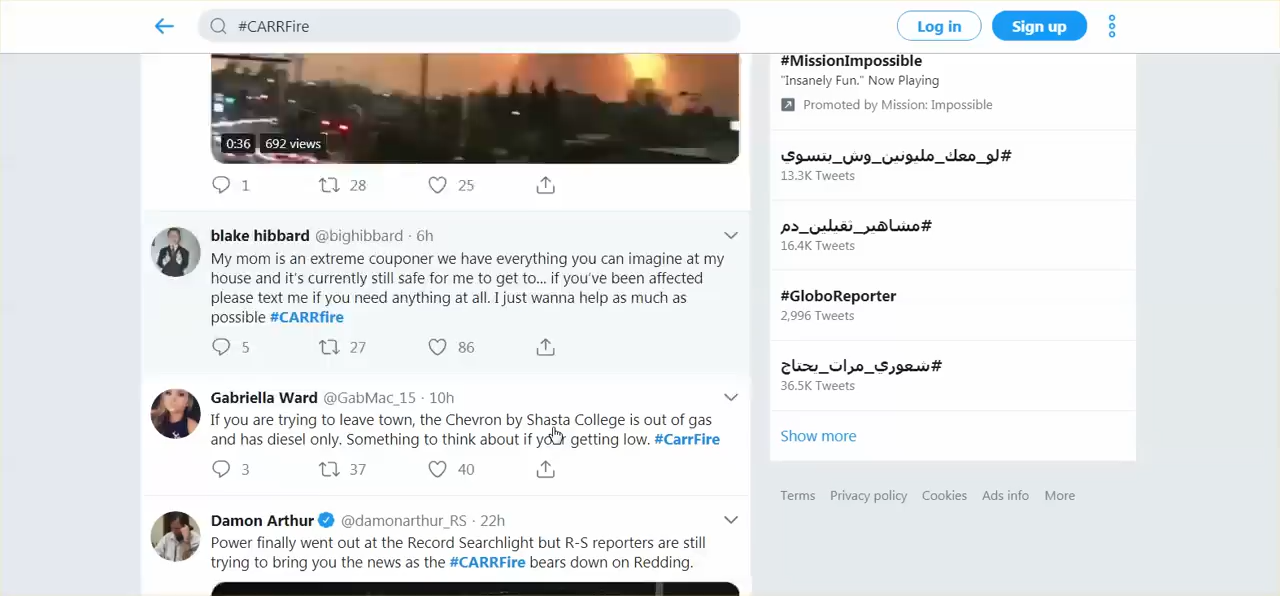 #CARRFire
Log in
Sign up
0:36
692 views
1
28
25
blake hibbard @bighibbard · 6h
My mom is an extreme couponer we have everything you can imagine at my
house and it's currently still safe for me to get to... if you've been affected
please text me if you need anything at all. I just wanna help as much as
possible #CARRfire
5
27
86
Gabriella Ward @GabMac_15 · 10h
If you are trying to leave town, the Chevron by Shasta College is out of gas
and has diesel only. Something to think about if your getting low. #CarrFire
3
37
40
Damon Arthur @damonarthur_RS · 22h
Power finally went out at the Record Searchlight but R-S reporters are still
trying to bring you the news as the #CARRFire bears down on Redding.
#MissionImpossible
"Insanely Fun." Now Playing
Promoted by Mission: Impossible
#لو_معك_مليونين_وش_بتسوي
13.3K Tweets
#مشاهير_ثقيلين_دم
16.4K Tweets
#GloboReporter
2,996 Tweets
#شعوري_مرات_يحتاج
36.5K Tweets
Show more
Terms Privacy policy Cookies Ads info More